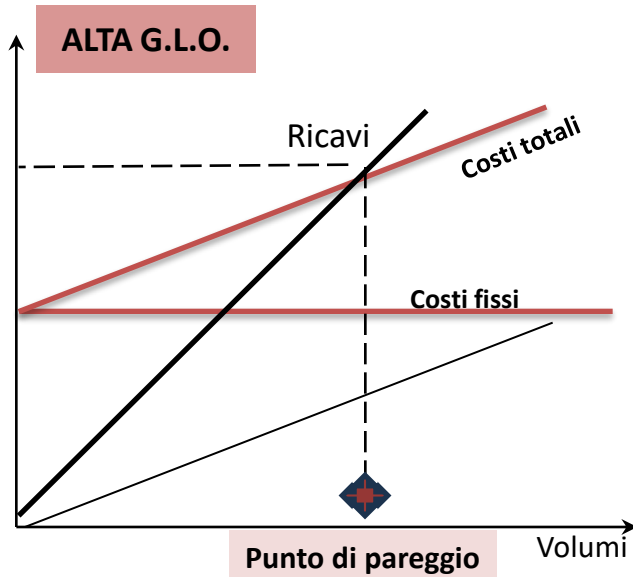 ALTA G.L.O.
Ricavi
Costi totali
Costi fissi
Volumi
Punto di pareggio